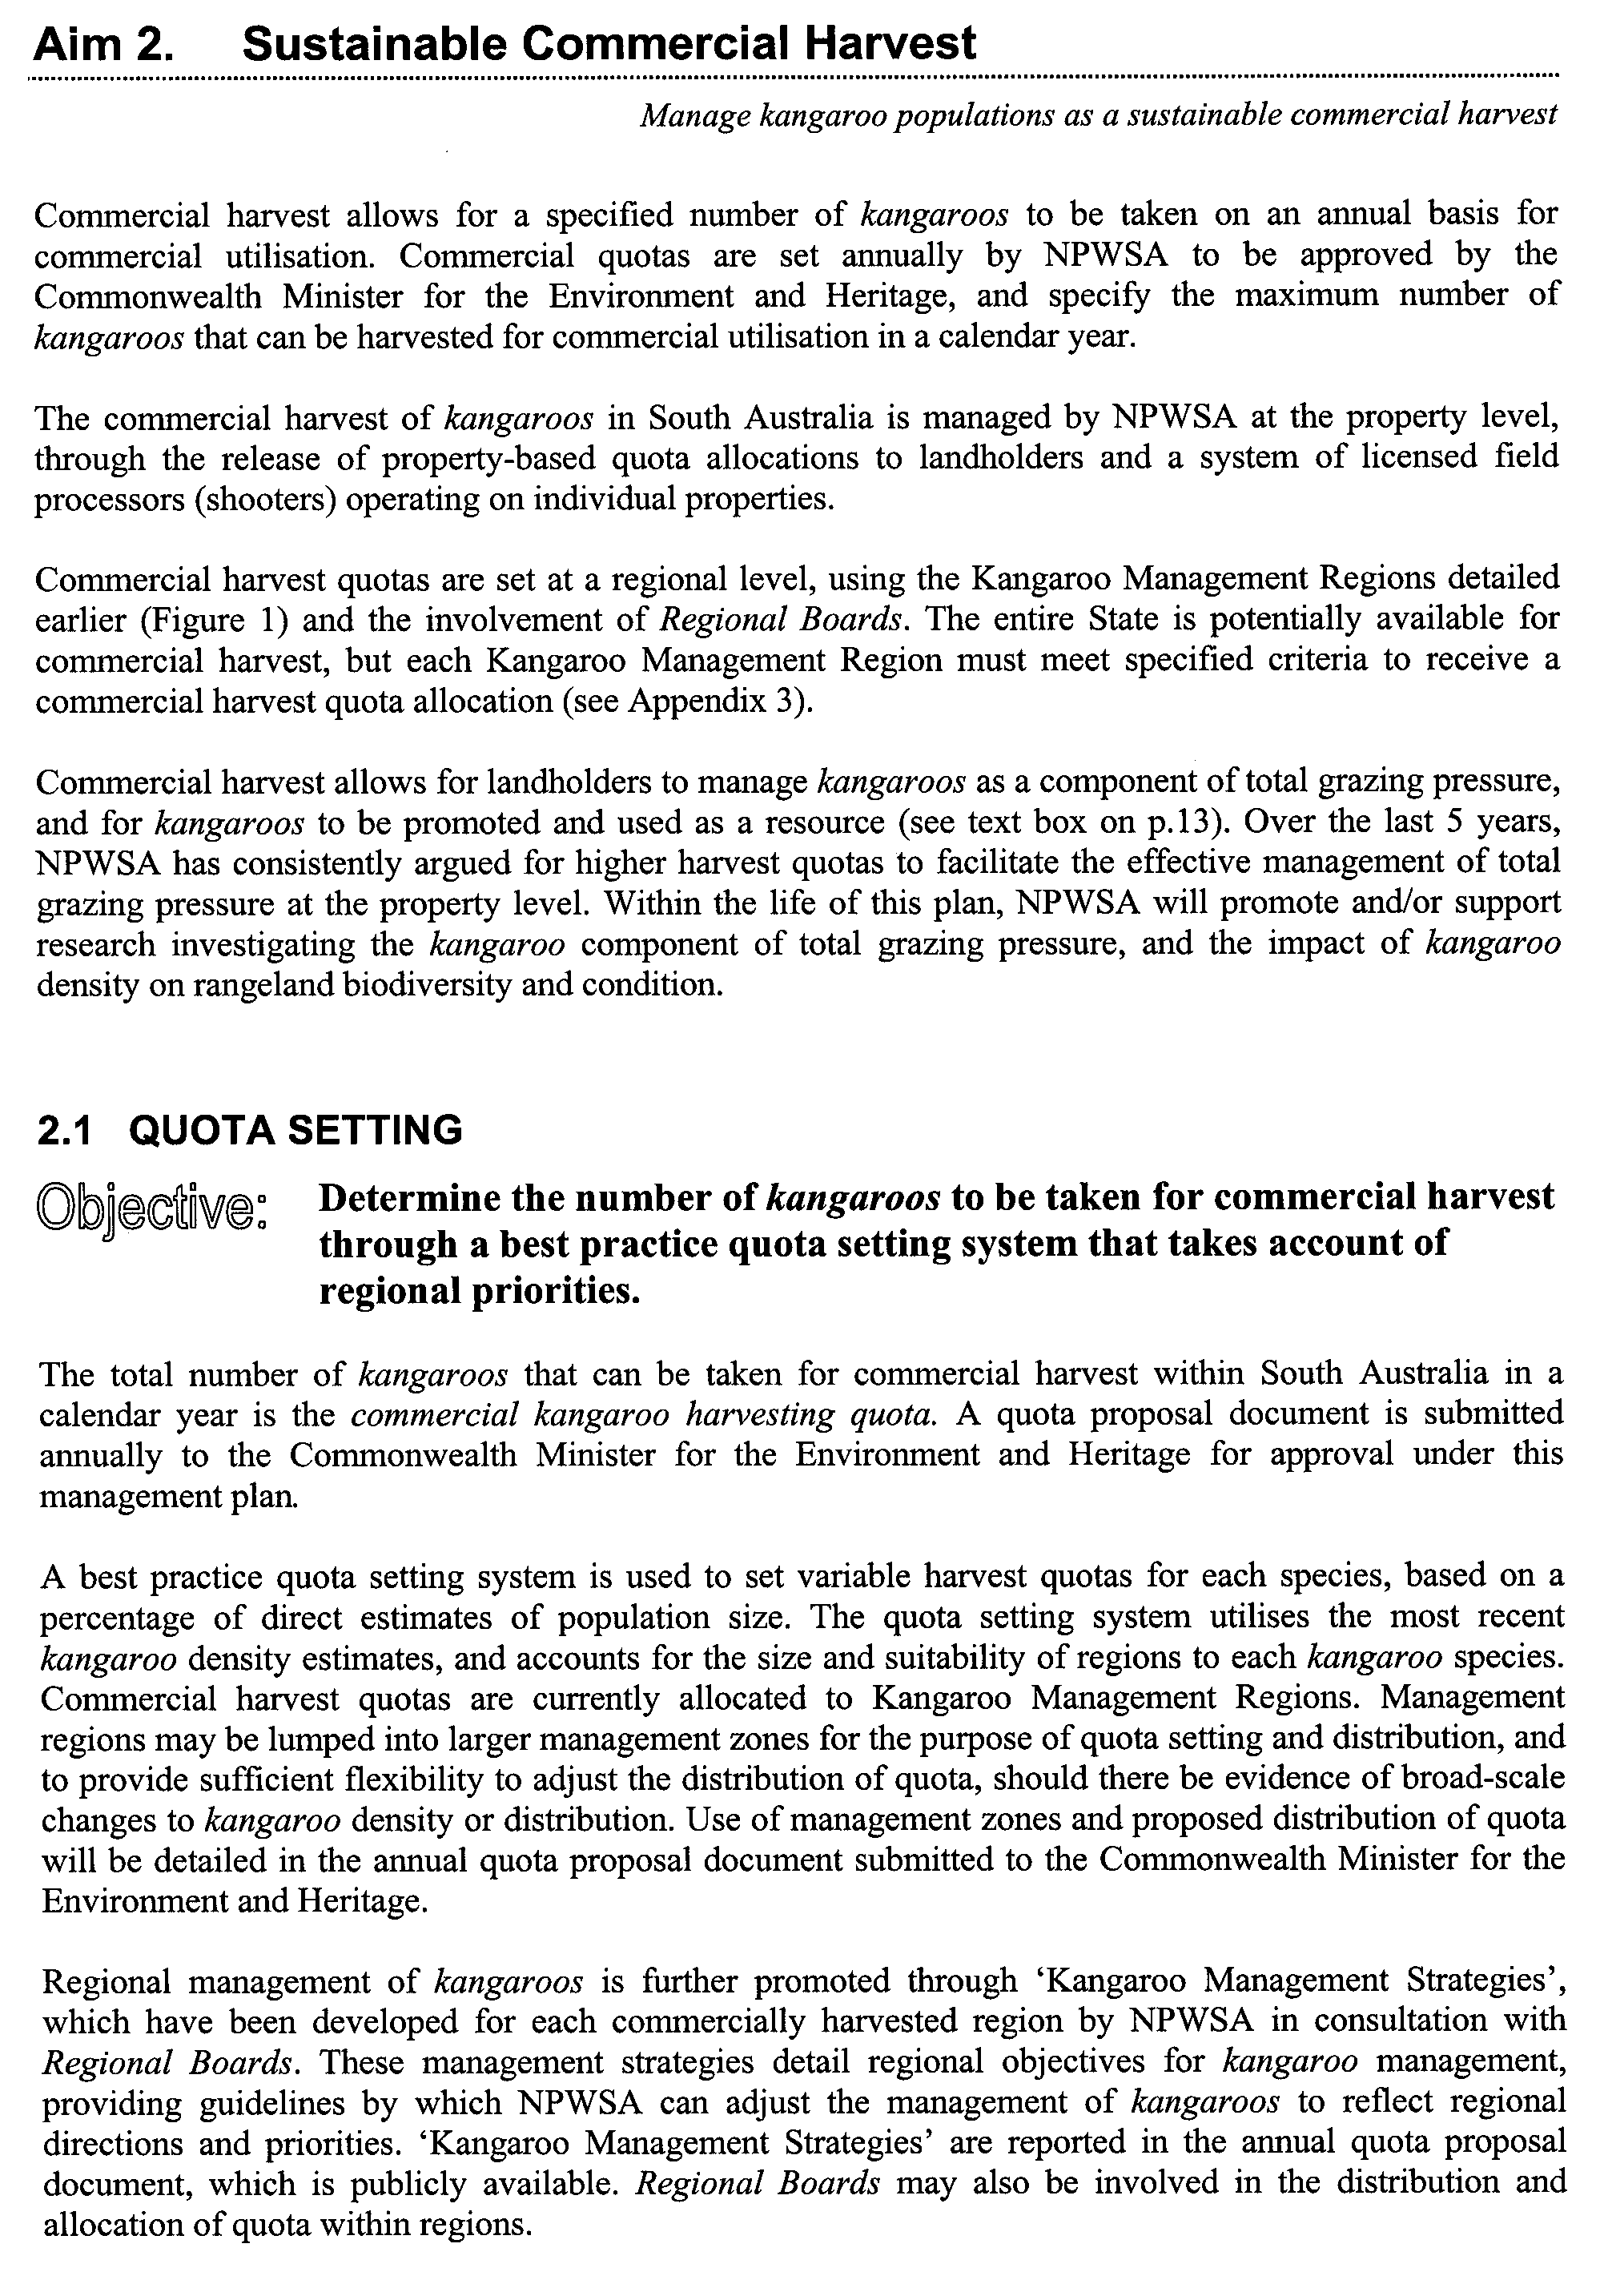 Aim 2. Sustainable Commercial Harvest
Manage kangaroo populations as a sustainable commercial harvest
Commercial harvest allows for a specified number of kangaroos to be taken on an annual basis for
commercial utilisation. Commercial quotas are set annually by NPWSA to be approved by the
Commonwealth Minister for the Environment and Heritage, and specify the maximum number of
kangaroos that can be harvested for commercial utilisation in a calendar year.
The commercial harvest of kangaroos in South Australia is managed by NPWSA at the property level,
through the release of property-based quota allocations to landholders and a system of licensed field
processors (shooters) operating on individual properties.
Commercial harvest quotas are set at a regional level, using the Kangaroo Management Regions detailed
earlier (Figure 1) and the involvement of Regional Boards. The entire State is potentially available for
commercial harvest, but each Kangaroo Management Region must meet specified criteria to receive a
commercial harvest quota allocation (see Appendix 3).
Commercial harvest allows for landholders to manage kangaroos as a component of total grazing pressure,
and for kangaroos to be promoted and used as a resource (see text box on p.13). Over the last 5 years,
NPWSA has consistently argued for higher harvest quotas to facilitate the effective management of total
grazing pressure at the property level. Within the life of this plan, NPWSA will promote and/or support
research investigating the kangaroo component of total grazing pressure, and the impact of kangaroo
density on rangeland biodiversity and condition.
2.1 QUOTA SETTING
Objective: Determine the number of kangaroos to be taken for commercial harvest
through a best practice quota setting system that takes account of
regional priorities.
The total number of kangaroos that can be taken for commercial harvest within South Australia in a
calendar year is the commercial kangaroo harvesting quota. A quota proposal document is submitted
annually to the Commonwealth Minister for the Environment and Heritage for approval under this
management plan.
A best practice quota setting system is used to set variable harvest quotas for each species, based on a
percentage of direct estimates of population size. The quota setting system utilises the most recent
kangaroo density estimates, and accounts for the size and suitability of regions to each kangaroo species.
Commercial harvest quotas are currently allocated to Kangaroo Management Regions. Management
regions may be lumped into larger management zones for the purpose of quota setting and distribution, and
to provide sufficient flexibility to adjust the distribution of quota, should there be evidence of broad-scale
changes to kangaroo density or distribution. Use of management zones and proposed distribution of quota
will be detailed in the annual quota proposal document submitted to the Commonwealth Minister for the
Environment and Heritage.
Regional management of kangaroos is further promoted through ‘Kangaroo Management Strategies’,
which have been developed for each commercially harvested region by NPWSA in consultation with
Regional Boards. These management strategies detail regional objectives for kangaroo management,
providing guidelines by which NPWSA can adjust the management of kangaroos to reflect regional
directions and priorities. ‘Kangaroo Management Strategies’ are reported in the annual quota proposal
document, which is publicly available. Regional Boards may also be involved in the distribution and
allocation of quota within regions.